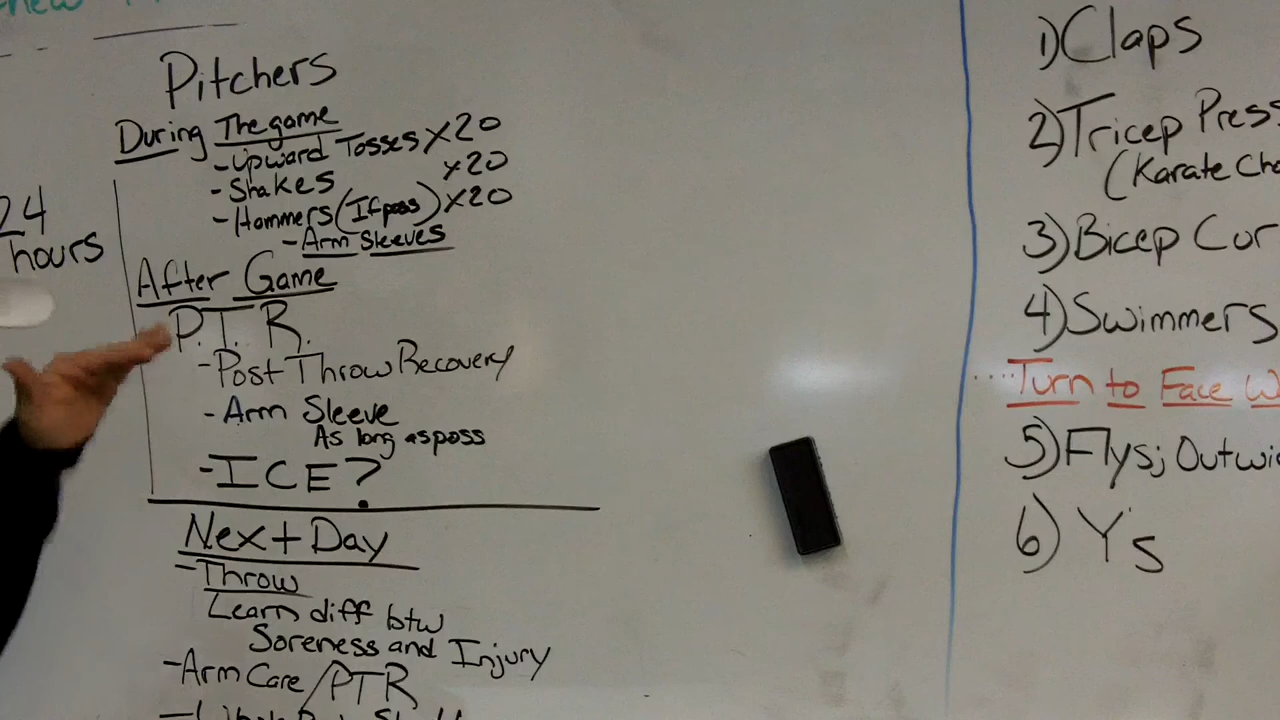 24
hours
Pitchers
During The game
-Upward Tosses x20
-Shakes x20
-Hammers (If poss) x20
-Arm Sleeves
After Game
P.T.R.
-Post Throw Recovery
-Arm Sleeve
As long as poss
-ICE?
Next Day
-Throw
Learn diff btw
Soreness and Injury
-Arm Care/PTR
1) Claps
2) Tricep Press
(Karate Cho
3) Bicep Cur
4) Swimmers
....Turn to Face W
5) Flys; Outwi
6) Y's